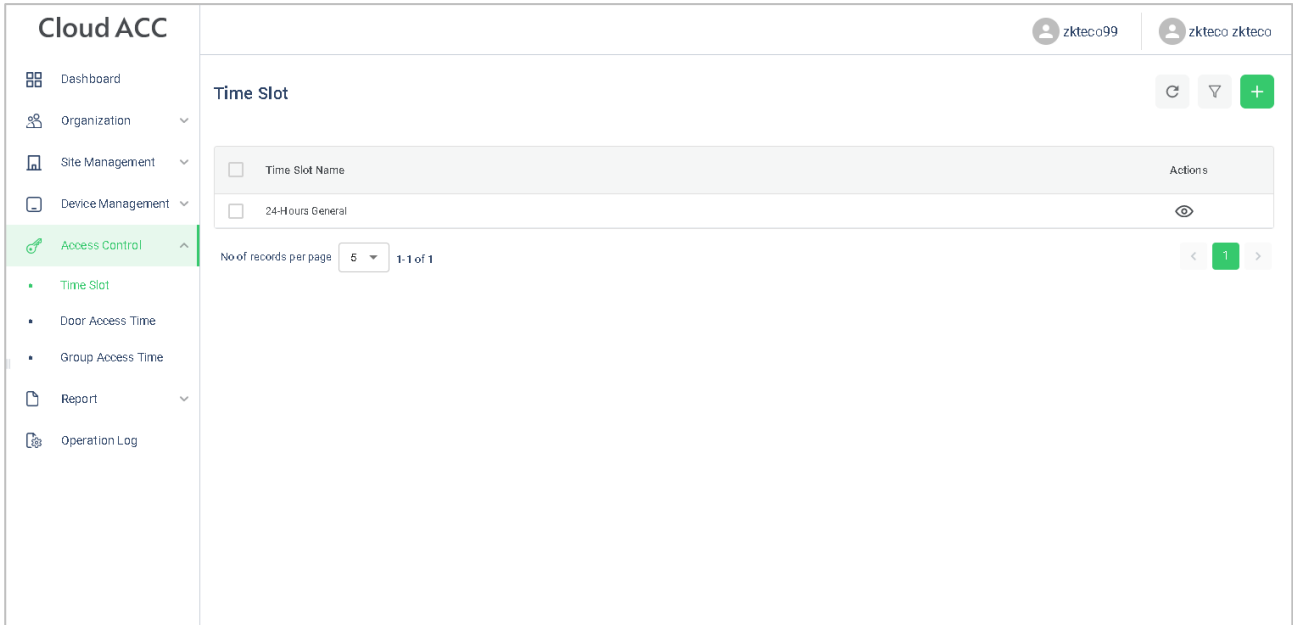 Cloud ACC
zkteco99
zkteco zkteco
Dashboard
Organization
Site Management
Device Management
Access Control
Time Slot
Door Access Time
Group Access Time
Report
Operation Log
Time Slot
Time Slot Name
Actions
24-Hours General
No of records per page 5 1-1 of 1
< 1 >